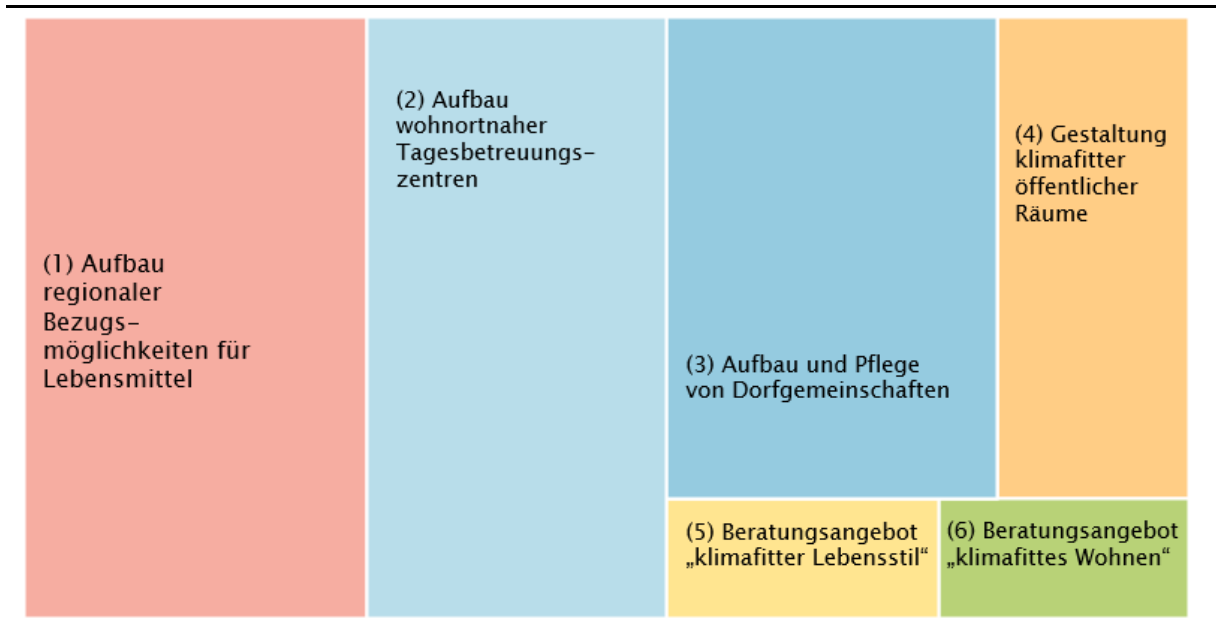 (1) Aufbau
regionaler
Bezugs–
möglichkeiten für
Lebensmittel
(2) Aufbau
wohnortnaher
Tagesbetreuungs–
zentren
(3) Aufbau und Pflege
von Dorfgemeinschaften
(4) Gestaltung
klimafitter
öffentlicher
Räume
(5) Beratungsangebot
„klimafitter Lebensstil“
(6) Beratungsangebot
„klimafittes Wohnen“